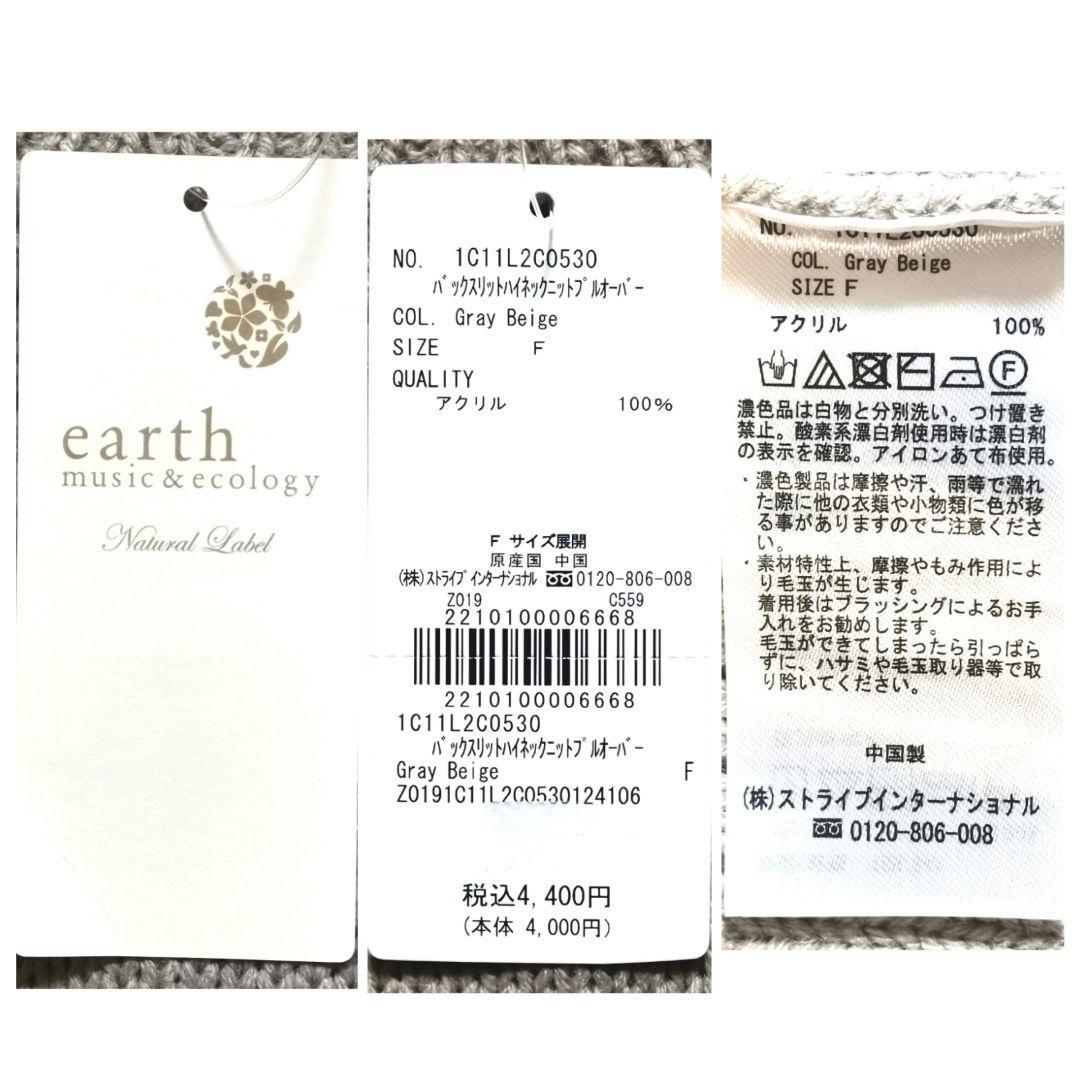 earth
music&ecology
Natural Label
NO. 1C11L2C0530
ﾊﾞｯｸｽﾘｯﾄﾊｲﾈｯｸﾆｯﾄﾌﾟﾙｵｰﾊﾞｰ
COL. Gray Beige
SIZE F
QUALITY
アクリル 100%
F サイズ展開
原産国 中国
(株)ｽﾄﾗｲﾌﾟｲﾝﾀｰﾅｼｮﾅﾙ 0120-806-008
Z019 C559
2210100006668
2210100006668
1C11L2C0530
ﾊﾞｯｸｽﾘｯﾄﾊｲﾈｯｸﾆｯﾄﾌﾟﾙｵｰﾊﾞｰ
Gray Beige F
Z0191C11L2C0530124106
税込4,400円
(本体 4,000円)
NO. 1C11L2C0530
COL. Gray Beige
SIZE F
アクリル 100%
F
濃色品は白物と分別洗い。つけ置き
禁止。酸素系漂白剤使用時は漂白剤
の表示を確認。アイロンあて布使用。
・濃色製品は摩擦や汗、雨等で濡れ
た際に他の衣類や小物類に色が移
る事がありますのでご注意くださ
い。
・素材特性上、摩擦やもみ作用によ
り毛玉が生じます。
着用後はブラッシングによるお手
入れをお勧めします。
毛玉ができてしまったら引っぱら
ずに、ハサミや毛玉取り器等で取
り除いてください。
中国製
(株)ストライプインターナショナル
0120-806-008